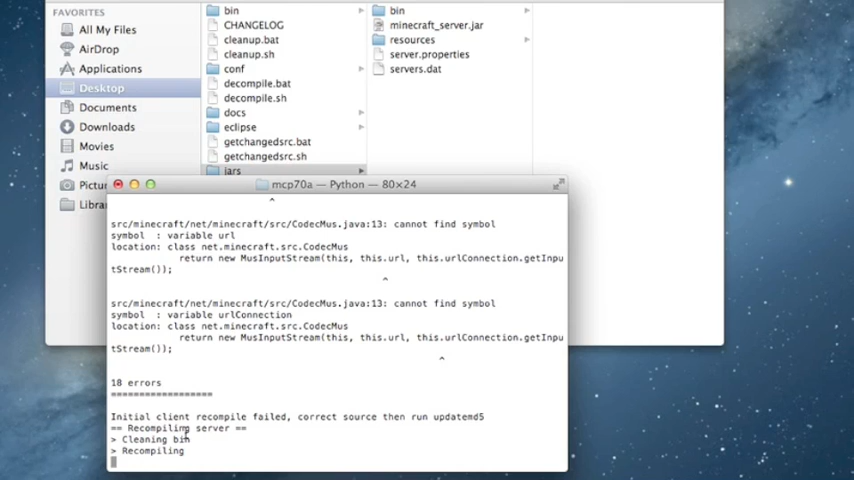 FAVORITES
All My Files
AirDrop
Applications
Desktop
Documents
Downloads
Movies
Music
bin
CHANGELOG
cleanup.bat
cleanup.sh
conf
decompile.bat
decompile.sh
docs
eclipse
getchangedsrc.bat
getchangedsrc.sh
jars
bin
minecraft_server.jar
resources
server.properties
servers.dat
Pictu
Librar
mcp70a — Python — 80×24
^
src/minecraft/net/minecraft/src/CodecMus.java:13: cannot find symbol
symbol  : variable url
location: class net.minecraft.src.CodecMus
return new MusInputStream(this, this.url, this.urlConnection.getInpu
tStream());
^
src/minecraft/net/minecraft/src/CodecMus.java:13: cannot find symbol
symbol  : variable urlConnection
location: class net.minecraft.src.CodecMus
return new MusInputStream(this, this.url, this.urlConnection.getInpu
tStream());
^
18 errors
==================
Initial client recompile failed, correct source then run updatemd5
== Recompiling server ==
> Cleaning bin
> Recompiling